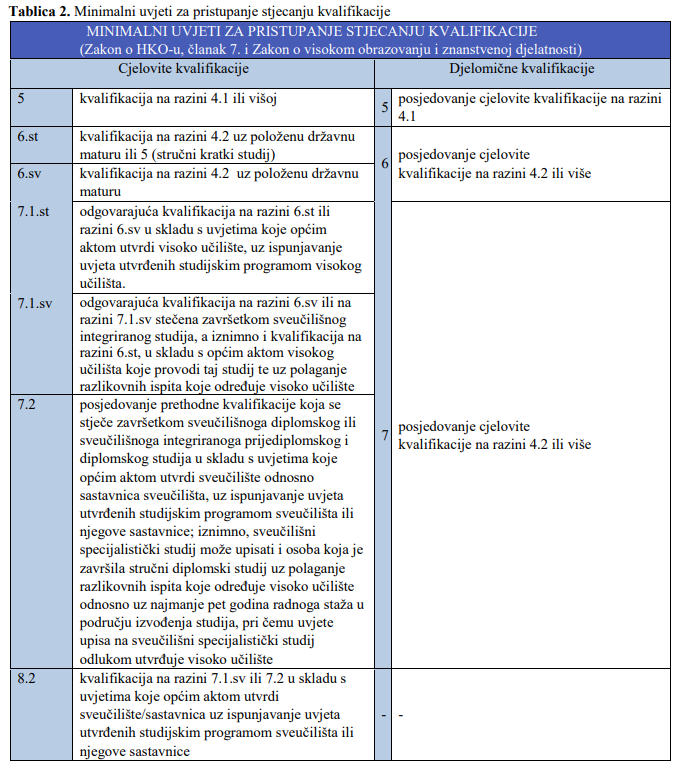 Tablica 2. Minimalni uvjeti za pristupanje stjecanju kvalifikacije
MINIMALNI UVJETI ZA PRISTUPANJE STJECANJU KVALIFIKACIJE
(Zakon o HKO-u, članak 7. i Zakon o visokom obrazovanju i znanstvenoj djelatnosti)
Cjelovite kvalifikacije
Djelomične kvalifikacije
5
kvalifikacija na razini 4.1 ili višoj
5
posjedovanje cjelovite kvalifikacije na razini
4.1
6.st
kvalifikacija na razini 4.2 uz položenu državnu
maturu ili 5 (stručni kratki studij)
6.sv
kvalifikacija na razini 4.2 uz položenu državnu
maturu
6
posjedovanje cjelovite
kvalifikacije na razini 4.2 ili više
7.1.st
odgovarajuća kvalifikacija na razini 6.st ili
razini 6.sv u skladu s uvjetima koje općim
aktom utvrdi visoko učilište, uz ispunjavanje
uvjeta utvrđenih studijskim programom visokog
učilišta.
7.1.sv
odgovarajuća kvalifikacija na razini 6.sv ili na
razini 7.1.sv stečena završetkom sveučilišnog
integriranog studija, a iznimno i kvalifikacija na
razini 6.st, u skladu s općim aktom visokog
učilišta koje provodi taj studij te uz polaganje
razlikovnih ispita koje određuje visoko učilište
7.2
posjedovanje prethodne kvalifikacije koja se
stječe završetkom sveučilišnoga diplomskog ili
sveučilišnoga integriranoga prijediplomskog i
diplomskog studija u skladu s uvjetima koje
općim aktom utvrdi sveučilište odnosno
sastavnica sveučilišta, uz ispunjavanje uvjeta
utvrđenih studijskim programom sveučilišta ili
njegove sastavnice; iznimno, sveučilišni
specijalistički studij može upisati i osoba koja je
završila stručni diplomski studij uz polaganje
razlikovnih ispita koje određuje visoko učilište
odnosno uz najmanje pet godina radnoga staža u
području izvođenja studija, pri čemu uvjete
upisa na sveučilišni specijalistički studij
odlukom utvrđuje visoko učilište
7
posjedovanje cjelovite
kvalifikacije na razini 4.2 ili više
8.2
kvalifikacija na razini 7.1.sv ili 7.2 u skladu s
uvjetima koje općim aktom utvrdi
sveučilište/sastavnica uz ispunjavanje uvjeta
utvrđenih studijskim programom sveučilišta ili
njegove sastavnice
-
-